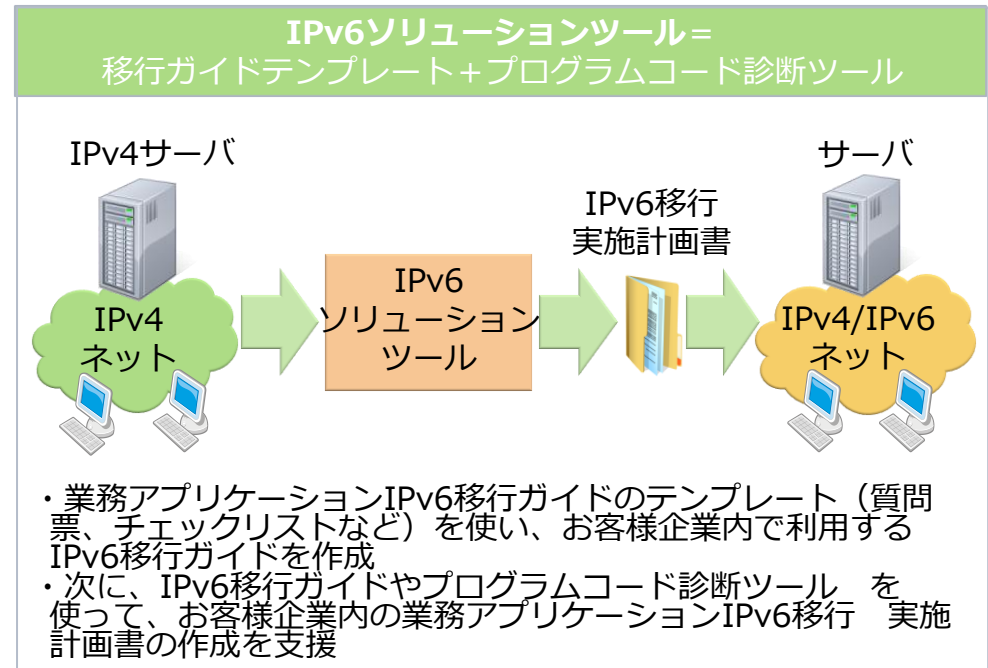 IPv6ソリューションツール＝
移行ガイドテンプレート＋プログラムコード診断ツール
IPv4サーバ
サーバ
IPv6移行
実施計画書
IPv6
ソリューション
ツール
IPv4
ネット
IPv4/IPv6
ネット
・業務アプリケーションIPv6移行ガイドのテンプレート（質問
票、チェックリストなど）を使い、お客様企業内で利用する
IPv6移行ガイドを作成
・次に、IPv6移行ガイドやプログラムコード診断ツール　を
使って、お客様企業内の業務アプリケーションIPv6移行　実施
計画書の作成を支援